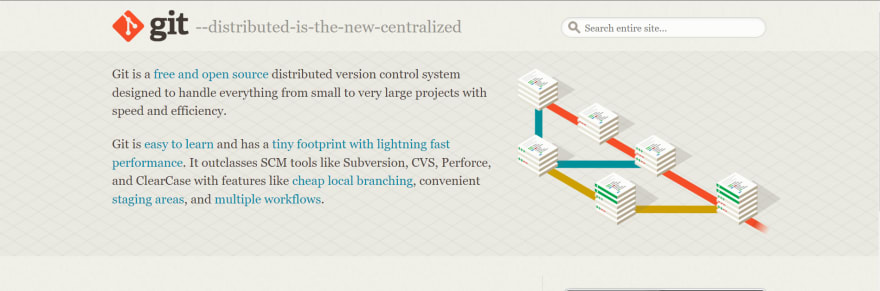 git --distributed-is-the-new-centralized
Search entire site...
Git is a free and open source distributed version control system
designed to handle everything from small to very large projects with
speed and efficiency.
Git is easy to learn and has a tiny footprint with lightning fast
performance. It outclasses SCM tools like Subversion, CVS, Perforce,
and ClearCase with features like cheap local branching, convenient
staging areas, and multiple workflows.